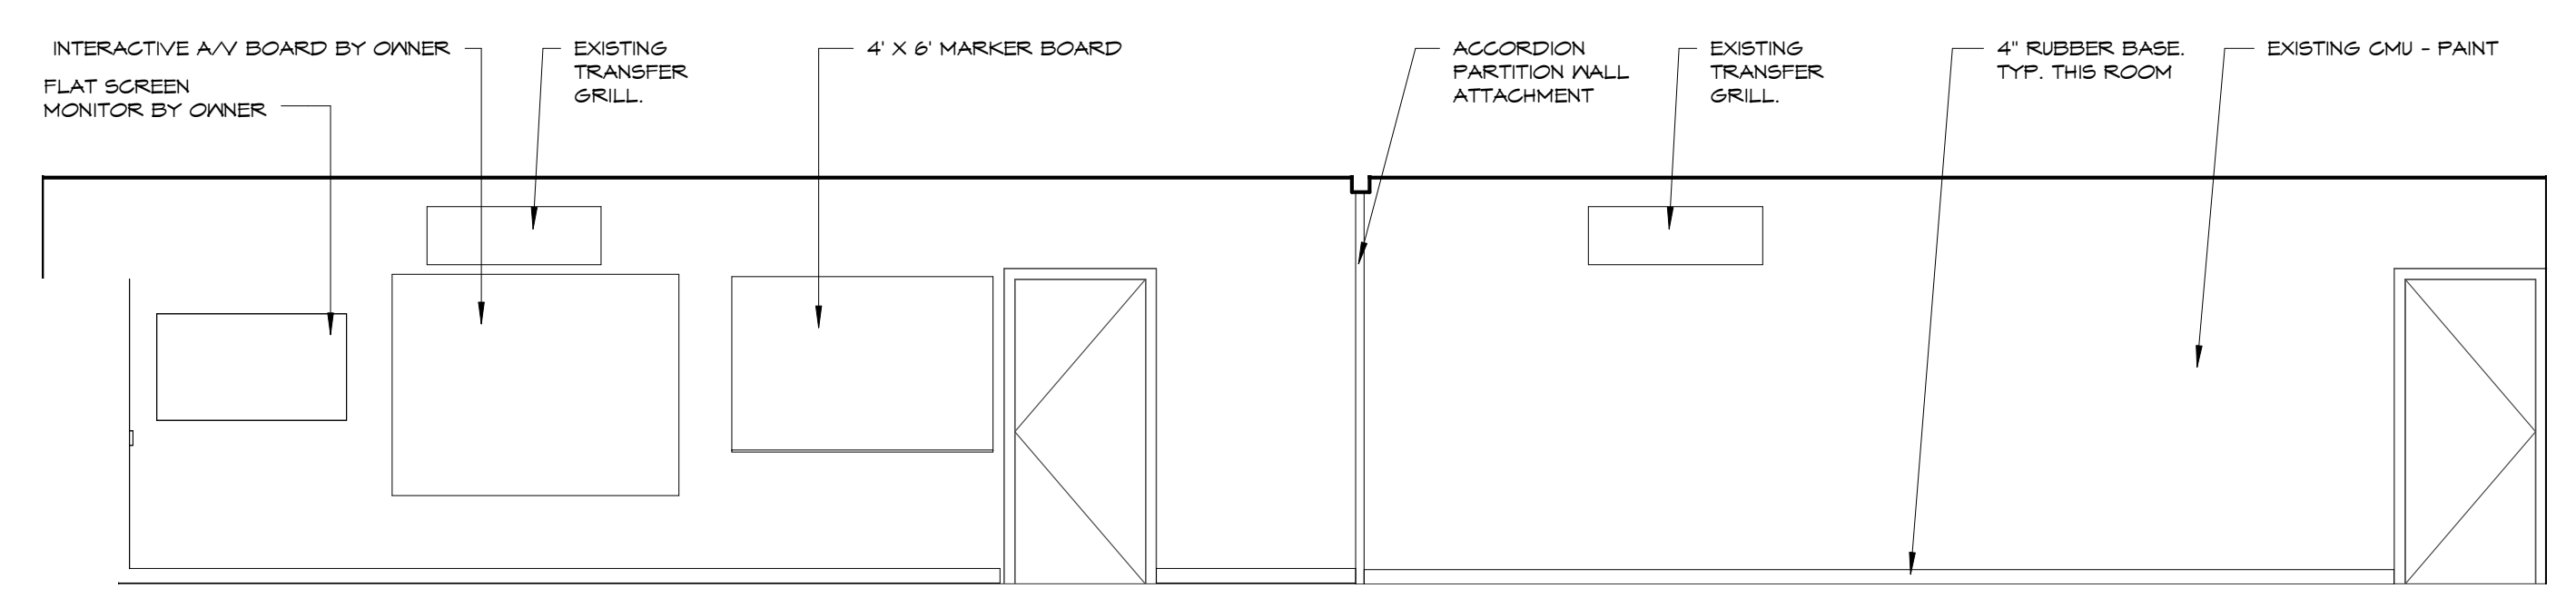 INTERACTIVE A/V BOARD BY OWNER
FLAT SCREEN
MONITOR BY OWNER
EXISTING
TRANSFER
GRILL.
4' X 6' MARKER BOARD
ACCORDION
PARTITION WALL
ATTACHMENT
EXISTING
TRANSFER
GRILL.
4" RUBBER BASE.
TYP. THIS ROOM
EXISTING CMU - PAINT